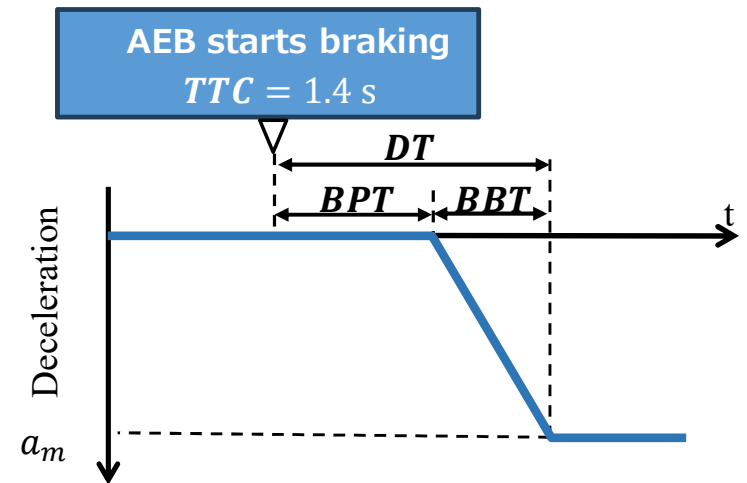 AEB starts braking
TTC = 1.4 s
DT
BPT BBT
t
Deceleration
a_m